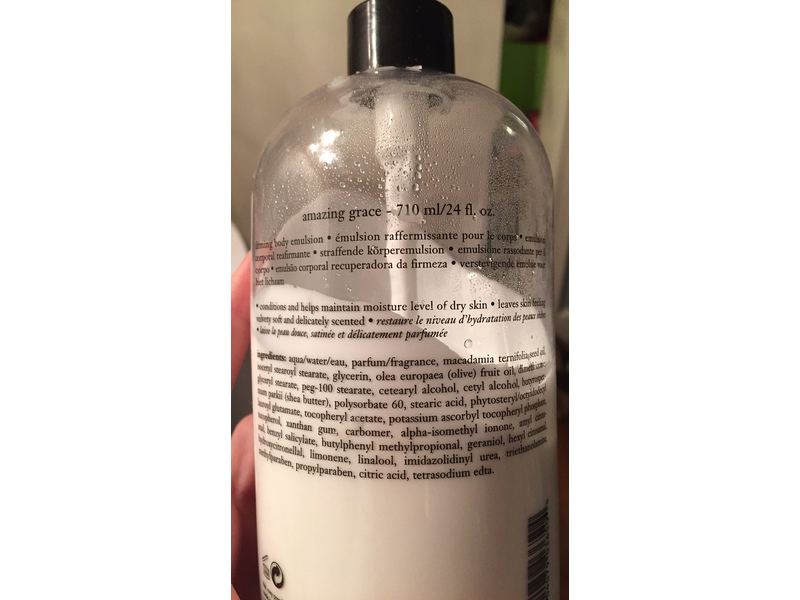 amazing grace - 710 ml/24 fl. oz.
firming body emulsion • émulsion raffermissante pour le corps • emulsion
corporal reafirmante • straffende körperemulsion • emulsione rassodante per il
corpo • emulsão corporal recuperadora da firmeza • verstevigende emulsie voor
het lichaam
• conditions and helps maintain moisture level of dry skin • leaves skin feeling
velvety soft and delicately scented • restaure le niveau d'hydratation des peaux sèches
• laisse la peau douce, satinée et délicatement parfumée
ingredients: aqua/water/eau, parfum/fragrance, macadamia ternifolia seed oil,
isocetyl stearoyl stearate, glycerin, olea europaea (olive) fruit oil,
glyceryl stearate, peg-100 stearate, cetearyl alcohol, cetyl alcohol,
parkii (shea butter), polysorbate 60, stearic acid, phytosteryl/octyldodecyl
lauroyl glutamate, tocopheryl acetate, potassium ascorbyl tocopheryl phosphate,
tocopherol, xanthan gum, carbomer, alpha-isomethyl ionone, amyl
benzyl salicylate, butylphenyl methylpropional, geraniol, hexyl cinnamal,
hydroxycitronellal, limonene, linalool, imidazolidinyl urea, triethanolamine,
methylparaben, propylparaben, citric acid, tetrasodium edta.